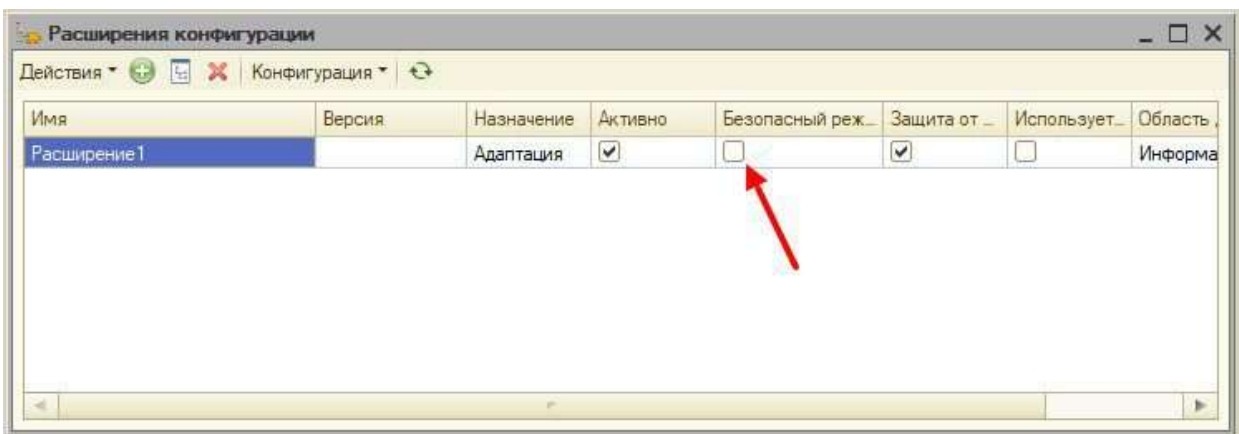 Расширения конфигурации
Действия Конфигурация
Имя Версия Назначение Активно Безопасный реж... Защита от ... Использует... Область
Расширение1 Адаптация Информа